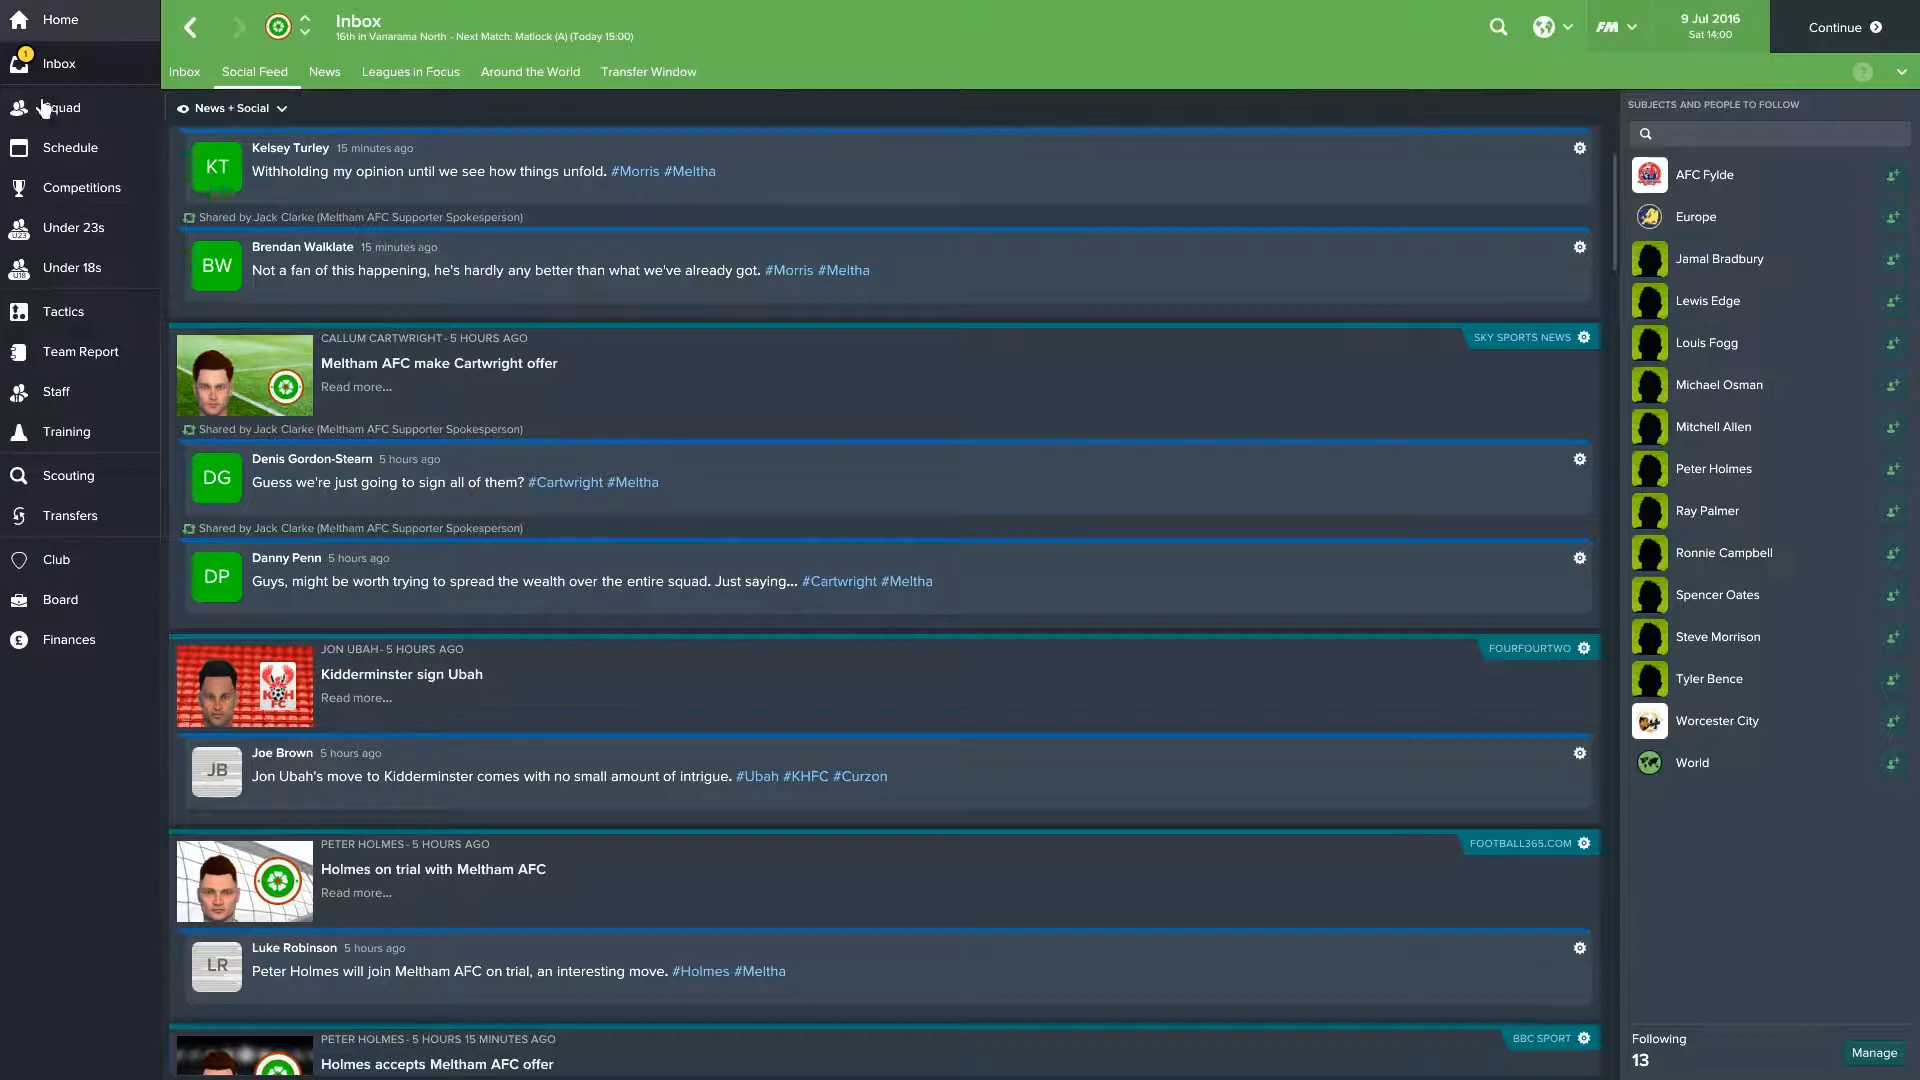 Home
1
Inbox
Squad
Schedule
Competitions
Under 23s
Under 18s
Tactics
Team Report
Staff
Training
Scouting
Transfers
Club
Board
Finances
Inbox
16th in Vanarama North - Next Match: Matlock (A) (Today 15:00)
FM
9 Jul 2016
Sat 14:00
Continue
Inbox Social Feed News Leagues in Focus Around the World Transfer Window
News + Social
KT
Kelsey Turley 15 minutes ago
Withholding my opinion until we see how things unfold. #Morris #Meltha
Shared by Jack Clarke (Meltham AFC Supporter Spokesperson)
BW
Brendan Walklate 15 minutes ago
Not a fan of this happening, he's hardly any better than what we've already got. #Morris #Meltha
CALLUM CARTWRIGHT - 5 HOURS AGO
SKY SPORTS NEWS
Meltham AFC make Cartwright offer
Read more...
Shared by Jack Clarke (Meltham AFC Supporter Spokesperson)
DG
Denis Gordon-Stearn 5 hours ago
Guess we're just going to sign all of them? #Cartwright #Meltha
Shared by Jack Clarke (Meltham AFC Supporter Spokesperson)
DP
Danny Penn 5 hours ago
Guys, might be worth trying to spread the wealth over the entire squad. Just saying... #Cartwright #Meltha
JON UBAH - 5 HOURS AGO
FOURFOURTWO
Kidderminster sign Ubah
Read more...
JB
Joe Brown 5 hours ago
Jon Ubah's move to Kidderminster comes with no small amount of intrigue. #Ubah #KHFC #Curzon
PETER HOLMES - 5 HOURS AGO
FOOTBALL365.COM
Holmes on trial with Meltham AFC
Read more...
LR
Luke Robinson 5 hours ago
Peter Holmes will join Meltham AFC on trial, an interesting move. #Holmes #Meltha
PETER HOLMES - 5 HOURS 15 MINUTES AGO
BBC SPORT
Holmes accepts Meltham AFC offer
SUBJECTS AND PEOPLE TO FOLLOW
AFC Fylde
Europe
Jamal Bradbury
Lewis Edge
Louis Fogg
Michael Osman
Mitchell Allen
Peter Holmes
Ray Palmer
Ronnie Campbell
Spencer Oates
Steve Morrison
Tyler Bence
Worcester City
World
Following
13
Manage